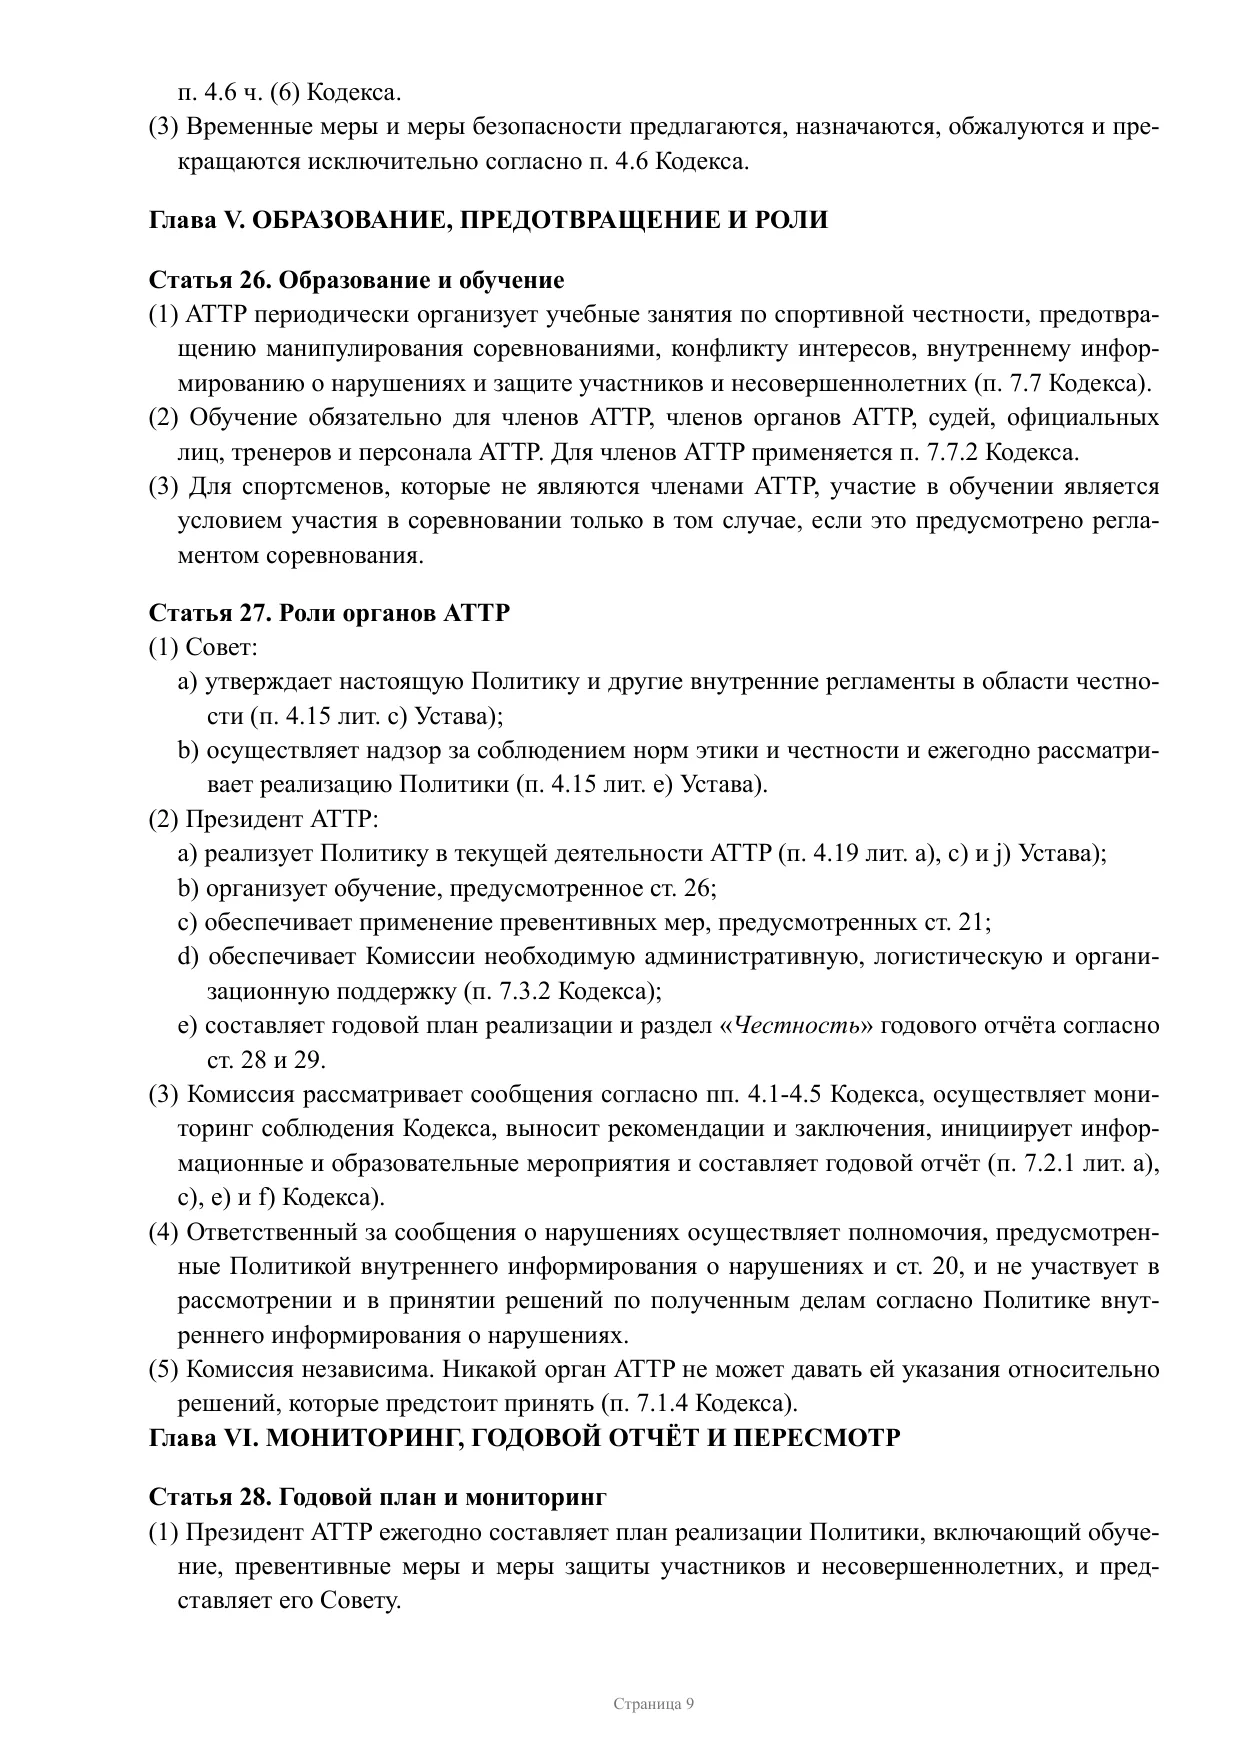 п. 4.6 ч. (6) Кодекса.
(3) Временные меры и меры безопасности предлагаются, назначаются, обжалуются и пре-
кращаются исключительно согласно п. 4.6 Кодекса.
Глава V. ОБРАЗОВАНИЕ, ПРЕДОТВРАЩЕНИЕ И РОЛИ
Статья 26. Образование и обучение
(1) АТТР периодически организует учебные занятия по спортивной честности, предотвра-
щению манипулирования соревнованиями, конфликту интересов, внутреннему инфор-
мированию о нарушениях и защите участников и несовершеннолетних (п. 7.7 Кодекса).
(2) Обучение обязательно для членов АТТР, членов органов АТТР, судей, официальных
лиц, тренеров и персонала АТТР. Для членов АТТР применяется п. 7.7.2 Кодекса.
(3) Для спортсменов, которые не являются членами АТТР, участие в обучении является
условием участия в соревновании только в том случае, если это предусмотрено регла-
ментом соревнования.
Статья 27. Роли органов АТТР
(1) Совет:
a) утверждает настоящую Политику и другие внутренние регламенты в области честно-
сти (п. 4.15 лит. c) Устава);
b) осуществляет надзор за соблюдением норм этики и честности и ежегодно рассматри-
вает реализацию Политики (п. 4.15 лит. e) Устава).
(2) Президент АТТР:
a) реализует Политику в текущей деятельности АТТР (п. 4.19 лит. a), c) и j) Устава);
b) организует обучение, предусмотренное ст. 26;
c) обеспечивает применение превентивных мер, предусмотренных ст. 21;
d) обеспечивает Комиссии необходимую административную, логистическую и органи-
зационную поддержку (п. 7.3.2 Кодекса);
e) составляет годовой план реализации и раздел «Честность» годового отчёта согласно
ст. 28 и 29.
(3) Комиссия рассматривает сообщения согласно пп. 4.1-4.5 Кодекса, осуществляет мони-
торинг соблюдения Кодекса, выносит рекомендации и заключения, инициирует инфор-
мационные и образовательные мероприятия и составляет годовой отчёт (п. 7.2.1 лит. a),
c), e) и f) Кодекса).
(4) Ответственный за сообщения о нарушениях осуществляет полномочия, предусмотрен-
ные Политикой внутреннего информирования о нарушениях и ст. 20, и не участвует в
рассмотрении и в принятии решений по полученным делам согласно Политике внут-
реннего информирования о нарушениях.
(5) Комиссия независима. Никакой орган АТТР не может давать ей указания относительно
решений, которые предстоит принять (п. 7.1.4 Кодекса).
Глава VI. МОНИТОРИНГ, ГОДОВОЙ ОТЧЁТ И ПЕРЕСМОТР
Статья 28. Годовой план и мониторинг
(1) Президент АТТР ежегодно составляет план реализации Политики, включающий обуче-
ние, превентивные меры и меры защиты участников и несовершеннолетних, и пред-
ставляет его Совету.
Страница 9